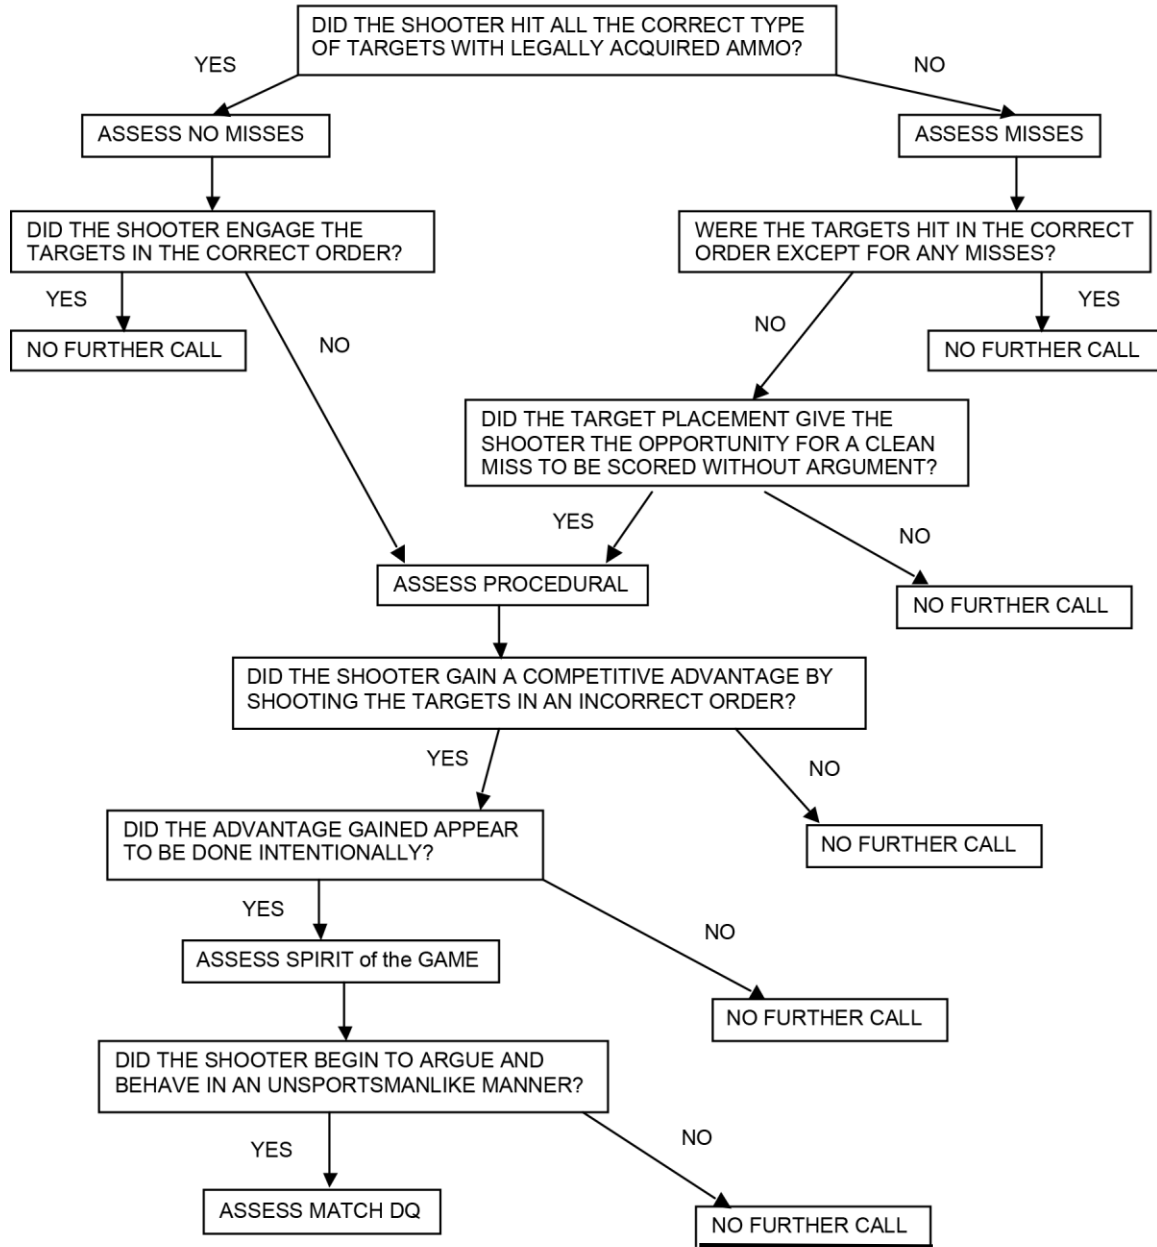 DID THE SHOOTER HIT ALL THE CORRECT TYPE
OF TARGETS WITH LEGALLY ACQUIRED AMMO?
YES
NO
ASSESS NO MISSES
ASSESS MISSES
DID THE SHOOTER ENGAGE THE
TARGETS IN THE CORRECT ORDER?
WERE THE TARGETS HIT IN THE CORRECT
ORDER EXCEPT FOR ANY MISSES?
YES
NO
NO
YES
NO FURTHER CALL
NO FURTHER CALL
DID THE TARGET PLACEMENT GIVE THE
SHOOTER THE OPPORTUNITY FOR A CLEAN
MISS TO BE SCORED WITHOUT ARGUMENT?
YES
NO
ASSESS PROCEDURAL
NO FURTHER CALL
DID THE SHOOTER GAIN A COMPETITIVE ADVANTAGE BY
SHOOTING THE TARGETS IN AN INCORRECT ORDER?
YES
NO
DID THE ADVANTAGE GAINED APPEAR
TO BE DONE INTENTIONALLY?
NO FURTHER CALL
YES
NO
ASSESS SPIRIT of the GAME
NO FURTHER CALL
DID THE SHOOTER BEGIN TO ARGUE AND
BEHAVE IN AN UNSPORTSMANLIKE MANNER?
YES
NO
ASSESS MATCH DQ
NO FURTHER CALL